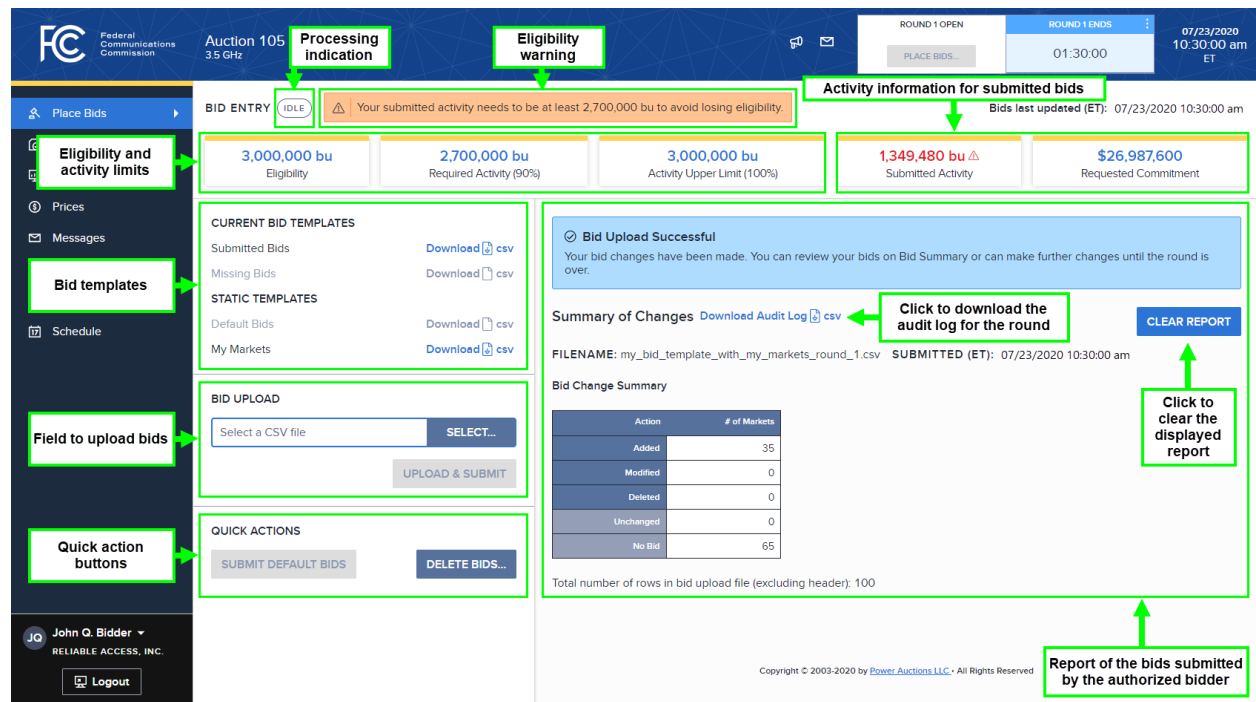 FCC
Federal
Communications
Commission
Auction 105
3.5 GHz
Processing
indication
Eligibility
warning
ROUND 1 OPEN
PLACE BIDS...
ROUND 1 ENDS
01:30:00
07/23/2020
10:30:00 am
ET
Place Bids
Eligibility and
activity limits
Prices
Messages
Bid templates
17 Schedule
Field to upload bids
Quick action
buttons
JQ John Q. Bidder
RELIABLE ACCESS, INC.
Logout
BID ENTRY IDLE
Your submitted activity needs to be at least 2,700,000 bu to avoid losing eligibility.
Activity information for submitted bids
Bids last updated (ET): 07/23/2020 10:30:00 am
3,000,000 bu
Eligibility
2,700,000 bu
Required Activity (90%)
3,000,000 bu
Activity Upper Limit (100%)
1,349,480 bu
Submitted Activity
$26,987,600
Requested Commitment
CURRENT BID TEMPLATES
Submitted Bids Download csv
Missing Bids Download csv
STATIC TEMPLATES
Default Bids Download csv
My Markets Download csv
BID UPLOAD
Select a CSV file SELECT...
UPLOAD & SUBMIT
QUICK ACTIONS
SUBMIT DEFAULT BIDS DELETE BIDS...
Bid Upload Successful
Your bid changes have been made. You can review your bids on Bid Summary or can make further changes until the round is
over.
Summary of Changes Download Audit Log csv
Click to download the
audit log for the round
CLEAR REPORT
FILENAME: my_bid_template_with_my_markets_round_1.csv SUBMITTED (ET): 07/23/2020 10:30:00 am
Click to
clear the
displayed
report
Bid Change Summary
Action # of Markets
Added 35
Modified 0
Deleted 0
Unchanged 0
No Bid 65
Total number of rows in bid upload file (excluding header): 100
Report of the bids submitted
by the authorized bidder
Copyright © 2003-2020 by Power Auctions LLC • All Rights Reserved